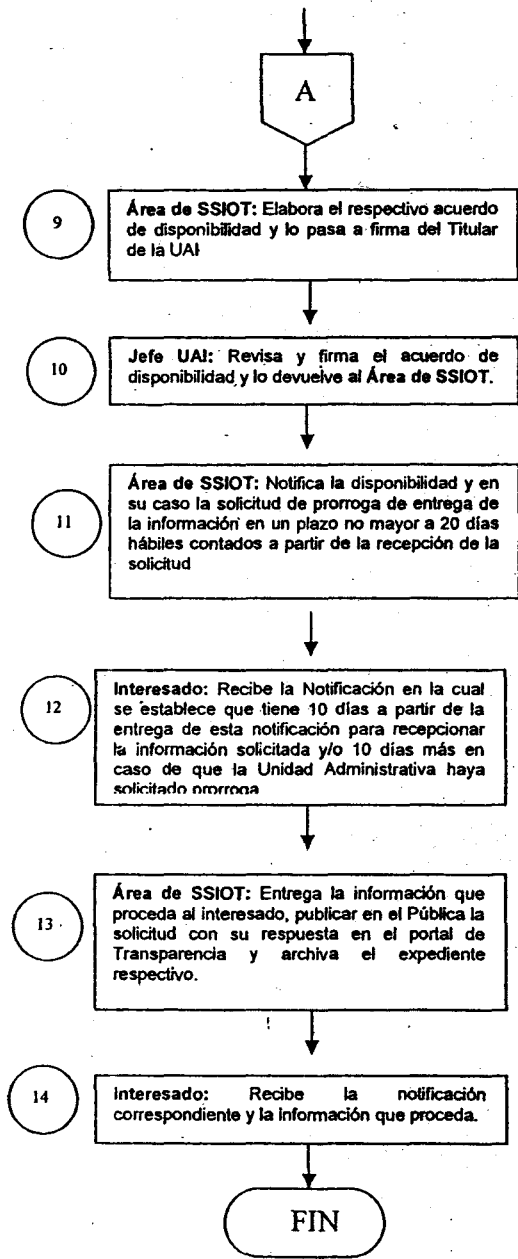 A
9
Área de SSIOT: Elabora el respectivo acuerdo
de disponibilidad y lo pasa a firma del Titular
de la UAI
10
Jefe UAI: Revisa y firma el acuerdo de
disponibilidad y lo devuelve al Área de SSIOT.
11
Área de SSIOT: Notifica la disponibilidad y en
su caso la solicitud de prorroga de entrega de
la información en un plazo no mayor a 20 días
hábiles contados a partir de la recepción de la
solicitud
12
Interesado: Recibe la Notificación en la cual
se establece que tiene 10 días a partir de la
entrega de esta notificación para recepcionar
la información solicitada y/o 10 días más en
caso de que la Unidad Administrativa haya
solicitado prorroga
13
Área de SSIOT: Entrega la información que
proceda al interesado, publicar en el Pública la
solicitud con su respuesta en el portal de
Transparencia y archiva el expediente
respectivo.
14
Interesado: Recibe la notificación
correspondiente y la información que proceda.
FIN